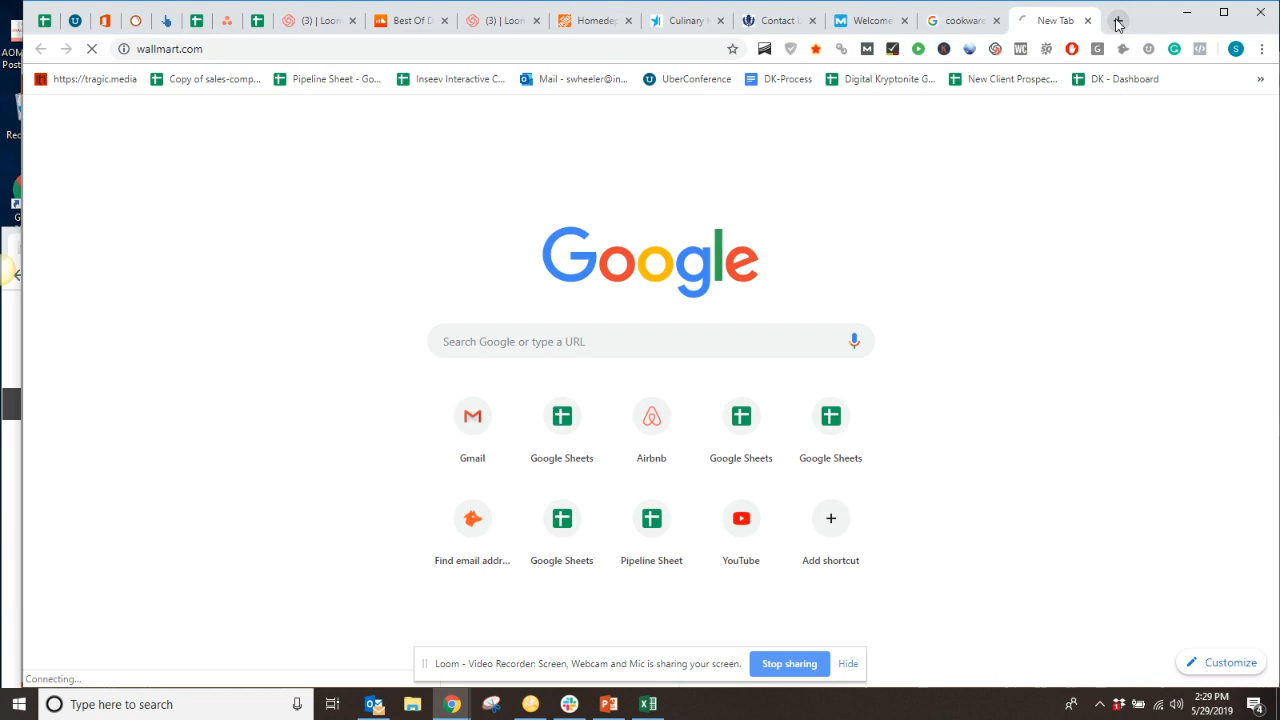 (3) | Loom
Best Of D
(3) | Loom
Homedep
Culinary H
Contact U
Welcome
cookware
New Tab
wallmart.com
https://tragic.media
Copy of sales-comp...
Pipeline Sheet - Go...
Inseev Interactive C...
Mail - swheeler@in...
UberConference
DK-Process
Digital Kryptonite G...
New Client Prospec...
DK - Dashboard
»
AOM
Post
Rec
G
Google
Search Google or type a URL
Gmail
Google Sheets
Airbnb
Google Sheets
Google Sheets
Find email addr...
Google Sheets
Pipeline Sheet
YouTube
Add shortcut
Loom - Video Recorder: Screen, Webcam and Mic is sharing your screen.
Stop sharing
Hide
Customize
Connecting...
Type here to search
2:29 PM
5/29/2019